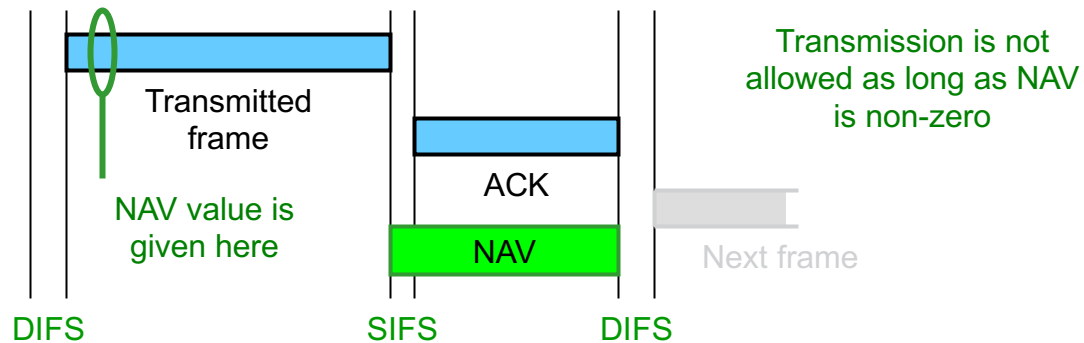 Transmission is not
allowed as long as NAV
is non-zero
Transmitted
frame
ACK
NAV value is
given here
NAV
Next frame
DIFS
SIFS
DIFS